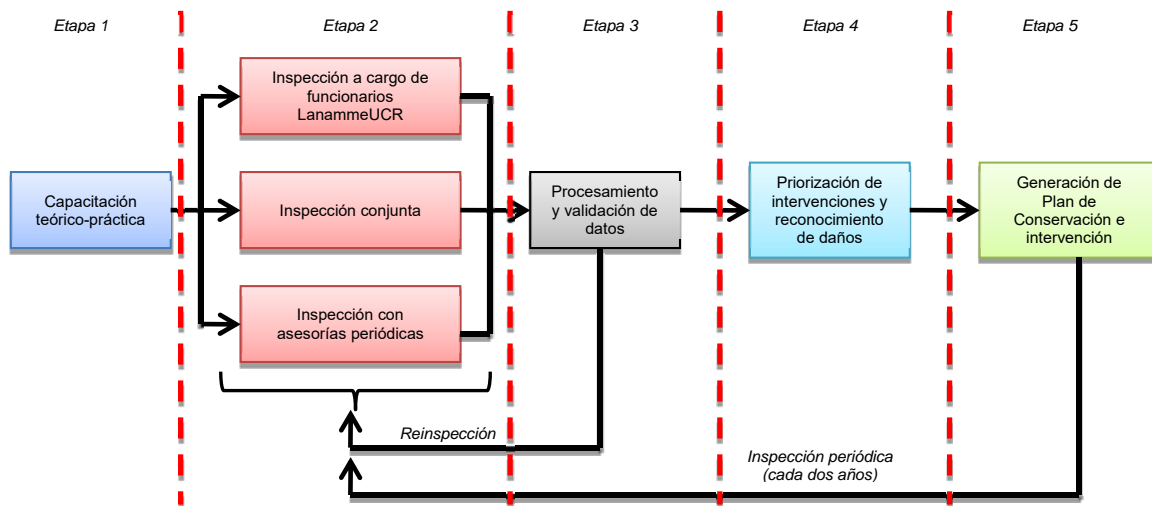 Etapa 1
Etapa 2
Etapa 3
Etapa 4
Etapa 5
Capacitación
teórico-práctica
Inspección a cargo de
funcionarios
LanammeUCR
Inspección conjunta
Inspección con
asesorías periódicas
Procesamiento
y validación de
datos
Priorización de
intervenciones y
reconocimiento
de daños
Generación de
Plan de
Conservación e
intervención
Reinspección
Inspección periódica
(cada dos años)